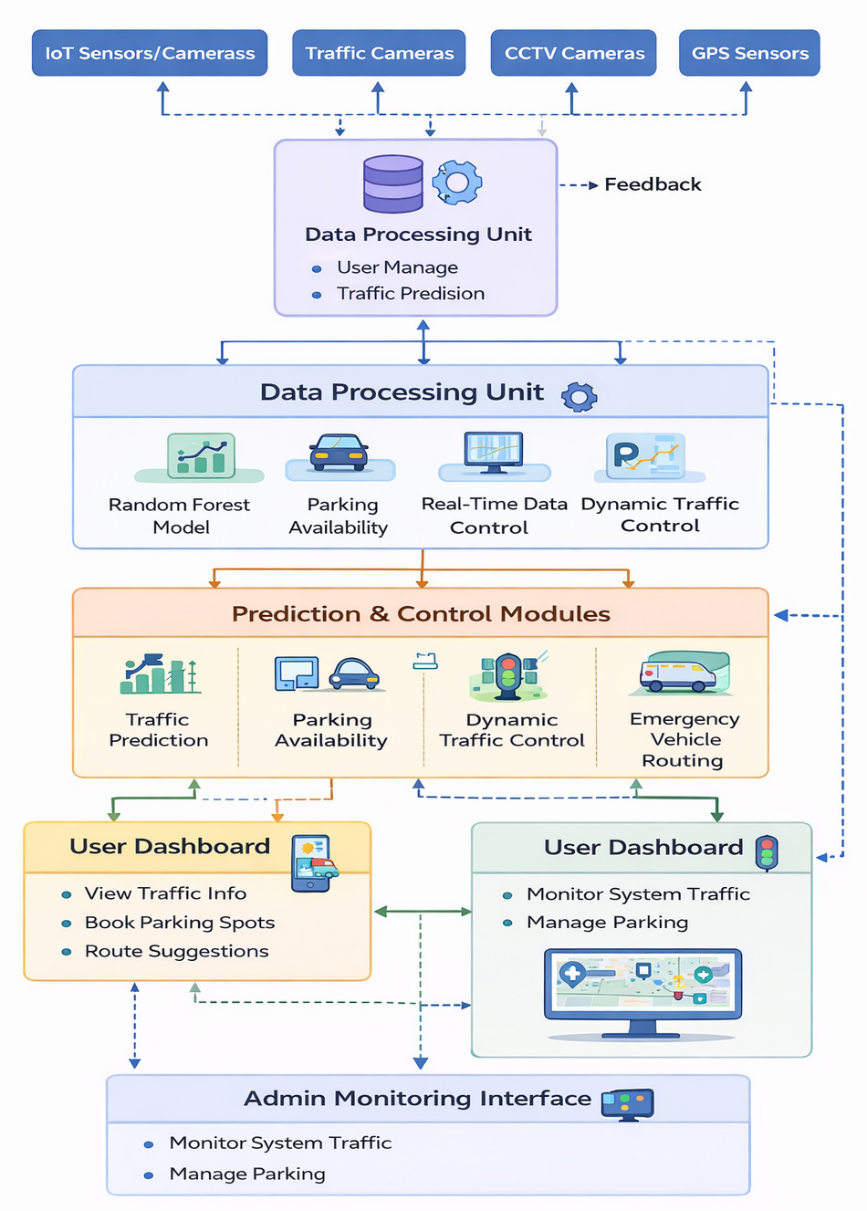 IoT Sensors/Camerass
Traffic Cameras
CCTV Cameras
GPS Sensors
Feedback
Data Processing Unit
User Manage
Traffic Predision
Data Processing Unit
Random Forest
Model
Parking
Availability
Real-Time Data
Control
Dynamic Traffic
Control
Prediction & Control Modules
Traffic
Prediction
Parking
Availability
Dynamic
Traffic Control
Emergency
Vehicle
Routing
User Dashboard
View Traffic Info
Book Parking Spots
Route Suggestions
User Dashboard
Monitor System Traffic
Manage Parking
Admin Monitoring Interface
Monitor System Traffic
Manage Parking